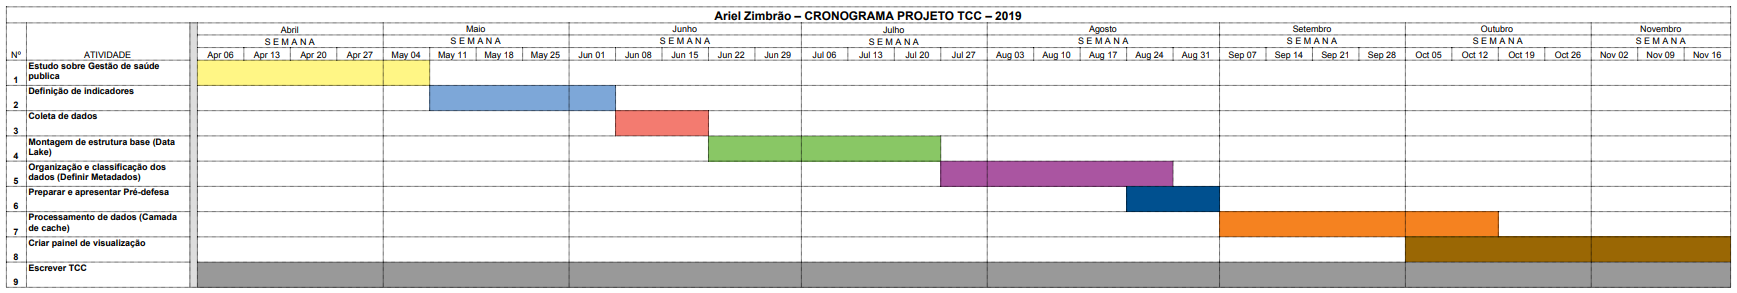 Ariel Zimbrão – CRONOGRAMA PROJETO TCC – 2019
Abril Maio Junho Julho Agosto Setembro Outubro Novembro
S E M A N A S E M A N A S E M A N A S E M A N A S E M A N A S E M A N A S E M A N A S E M A N A
Nº ATIVIDADE Apr 06 Apr 13 Apr 20 Apr 27 May 04 May 11 May 18 May 25 Jun 01 Jun 08 Jun 15 Jun 22 Jun 29 Jul 06 Jul 13 Jul 20 Jul 27 Aug 03 Aug 10 Aug 17 Aug 24 Aug 31 Sep 07 Sep 14 Sep 21 Sep 28 Oct 05 Oct 12 Oct 19 Oct 26 Nov 02 Nov 09 Nov 16
Estudo sobre Gestão de saúde
1 publica
Definição de indicadores
2
Coleta de dados
3
Montagem de estrutura base (Data
4 Lake)
Organização e classificação dos
5 dados (Definir Metadados)
Preparar e apresentar Pré-defesa
6
Processamento de dados (Camada
7 de cache)
Criar painel de visualização
8
Escrever TCC
9